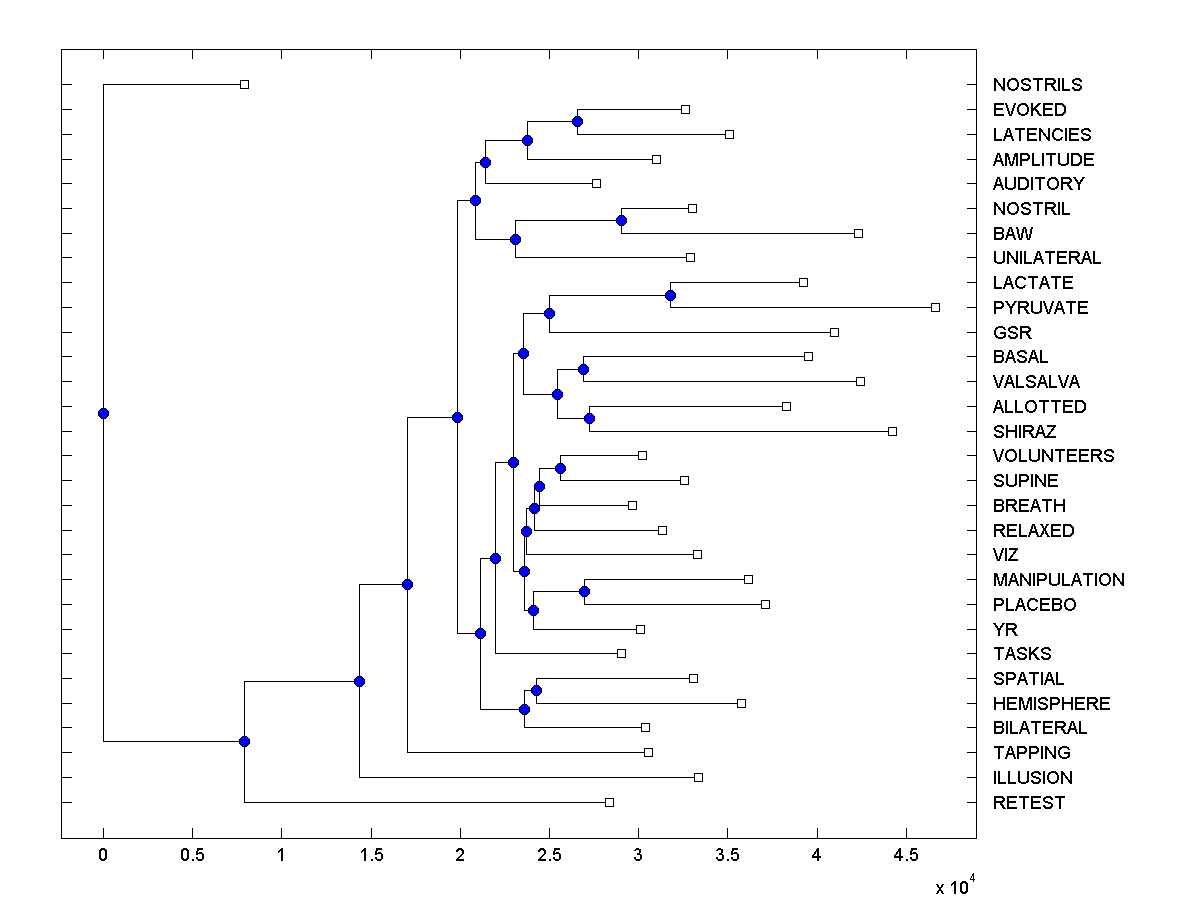 NOSTRILS
EVOKED
LATENCIES
AMPLITUDE
AUDITORY
NOSTRIL
BAW
UNILATERAL
LACTATE
PYRUVATE
GSR
BASAL
VALSALVA
ALLOTTED
SHIRAZ
VOLUNTEERS
SUPINE
BREATH
RELAXED
VIZ
MANIPULATION
PLACEBO
YR
TASKS
SPATIAL
HEMISPHERE
BILATERAL
TAPPING
ILLUSION
RETEST
0 0.5 1 1.5 2 2.5 3 3.5 4 4.5
x 10^4